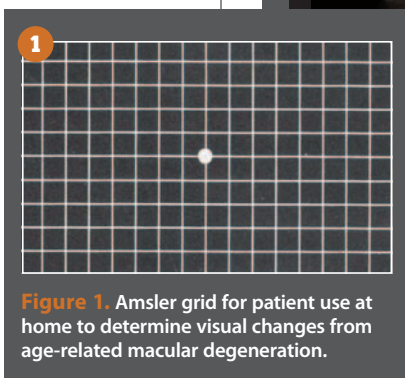 1
Figure 1. Amsler grid for patient use at
home to determine visual changes from
age-related macular degeneration.